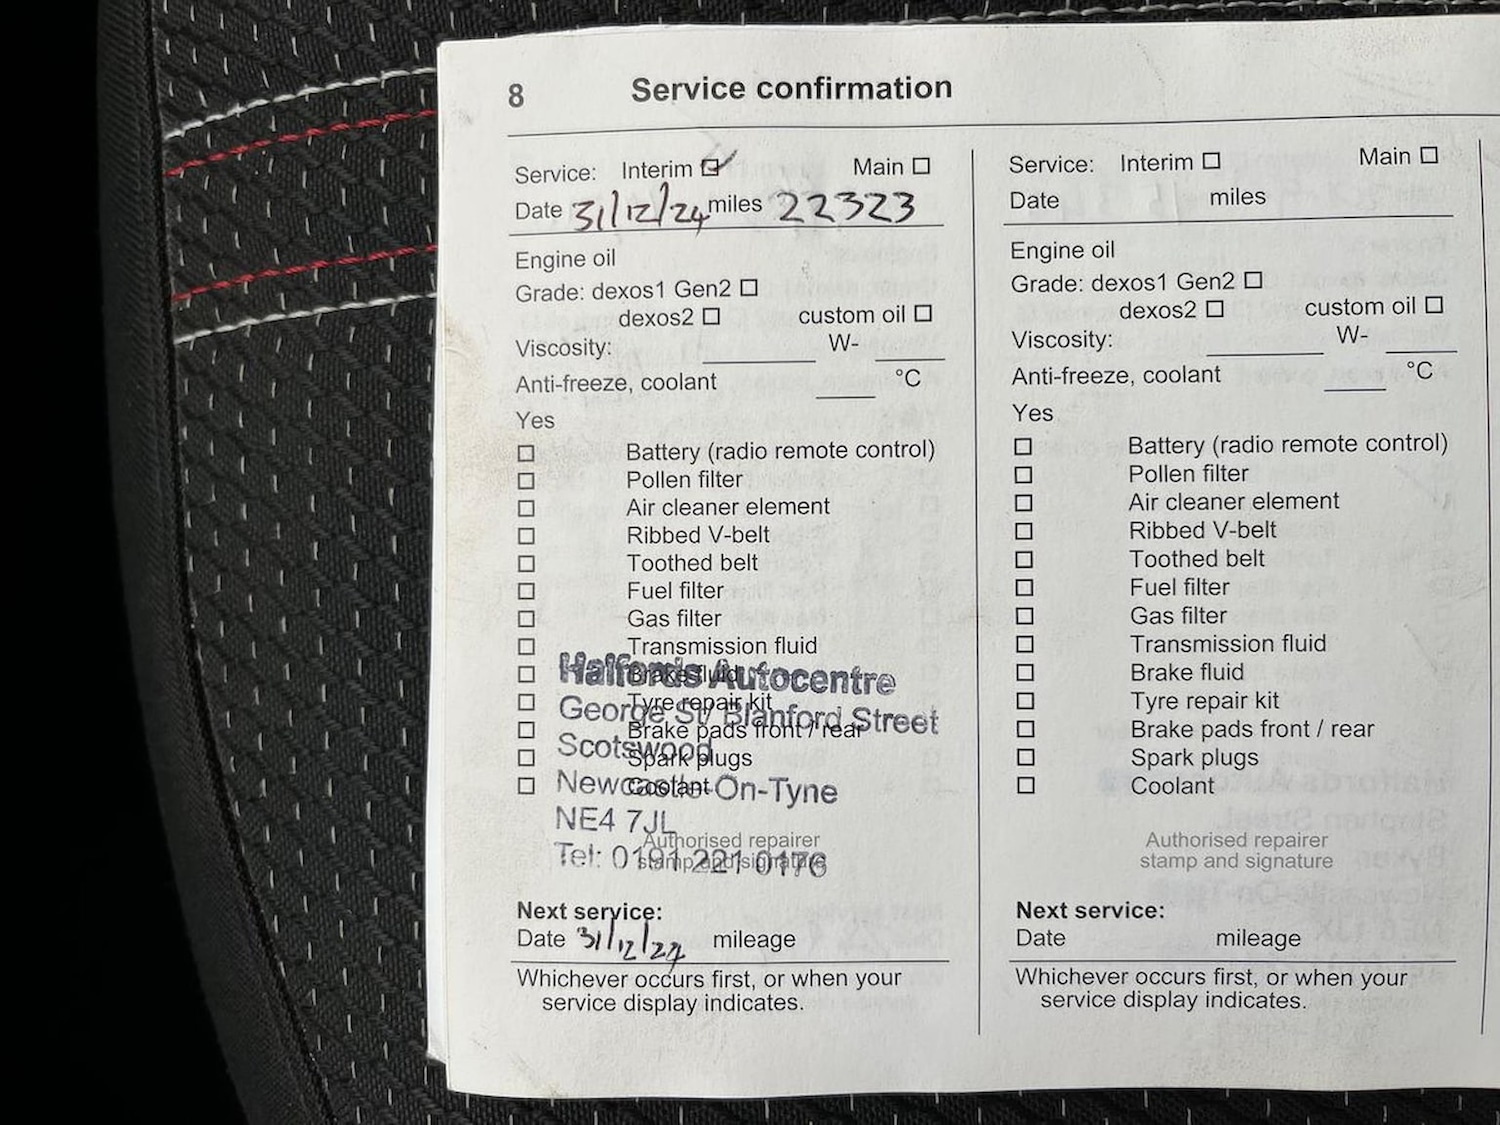 8 Service confirmation
Service: Interim Main
Date 31/12/24 miles 22323
Engine oil
Grade: dexos1 Gen2
dexos2 custom oil
Viscosity: W-
Anti-freeze, coolant °C
Yes
Battery (radio remote control)
Pollen filter
Air cleaner element
Ribbed V-belt
Toothed belt
Fuel filter
Gas filter
Transmission fluid
Brake fluid
Tyre repair kit
Brake pads front / rear
Spark plugs
Coolant
Halfords Autocentre
George St/ Blanford Street
Scotswood
Newcastle-On-Tyne
NE4 7JL
Tel: 0191 221 0176
Authorised repairer
stamp and signature
Next service:
Date 31/12/24 mileage
Whichever occurs first, or when your
service display indicates.
Service: Interim Main
Date miles
Engine oil
Grade: dexos1 Gen2
dexos2 custom oil
Viscosity: W-
Anti-freeze, coolant °C
Yes
Battery (radio remote control)
Pollen filter
Air cleaner element
Ribbed V-belt
Toothed belt
Fuel filter
Gas filter
Transmission fluid
Brake fluid
Tyre repair kit
Brake pads front / rear
Spark plugs
Coolant
Authorised repairer
stamp and signature
Next service:
Date mileage
Whichever occurs first, or when your
service display indicates.